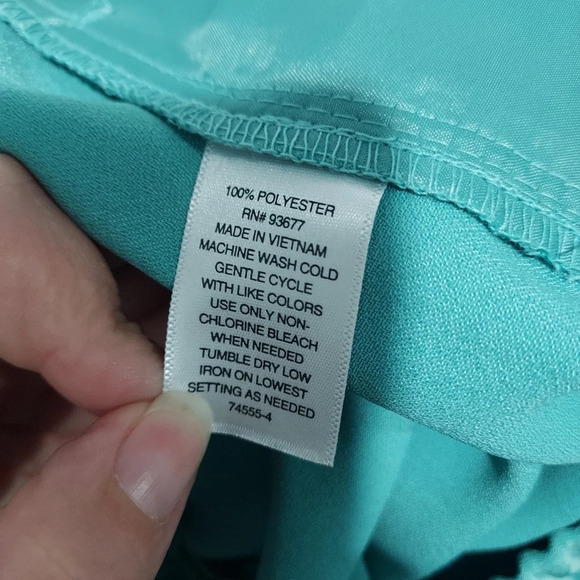 100% POLYESTER
RN# 93677
MADE IN VIETNAM
MACHINE WASH COLD
GENTLE CYCLE
WITH LIKE COLORS
USE ONLY NON-
CHLORINE BLEACH
WHEN NEEDED
TUMBLE DRY LOW
IRON ON LOWEST
SETTING AS NEEDED
74555-4